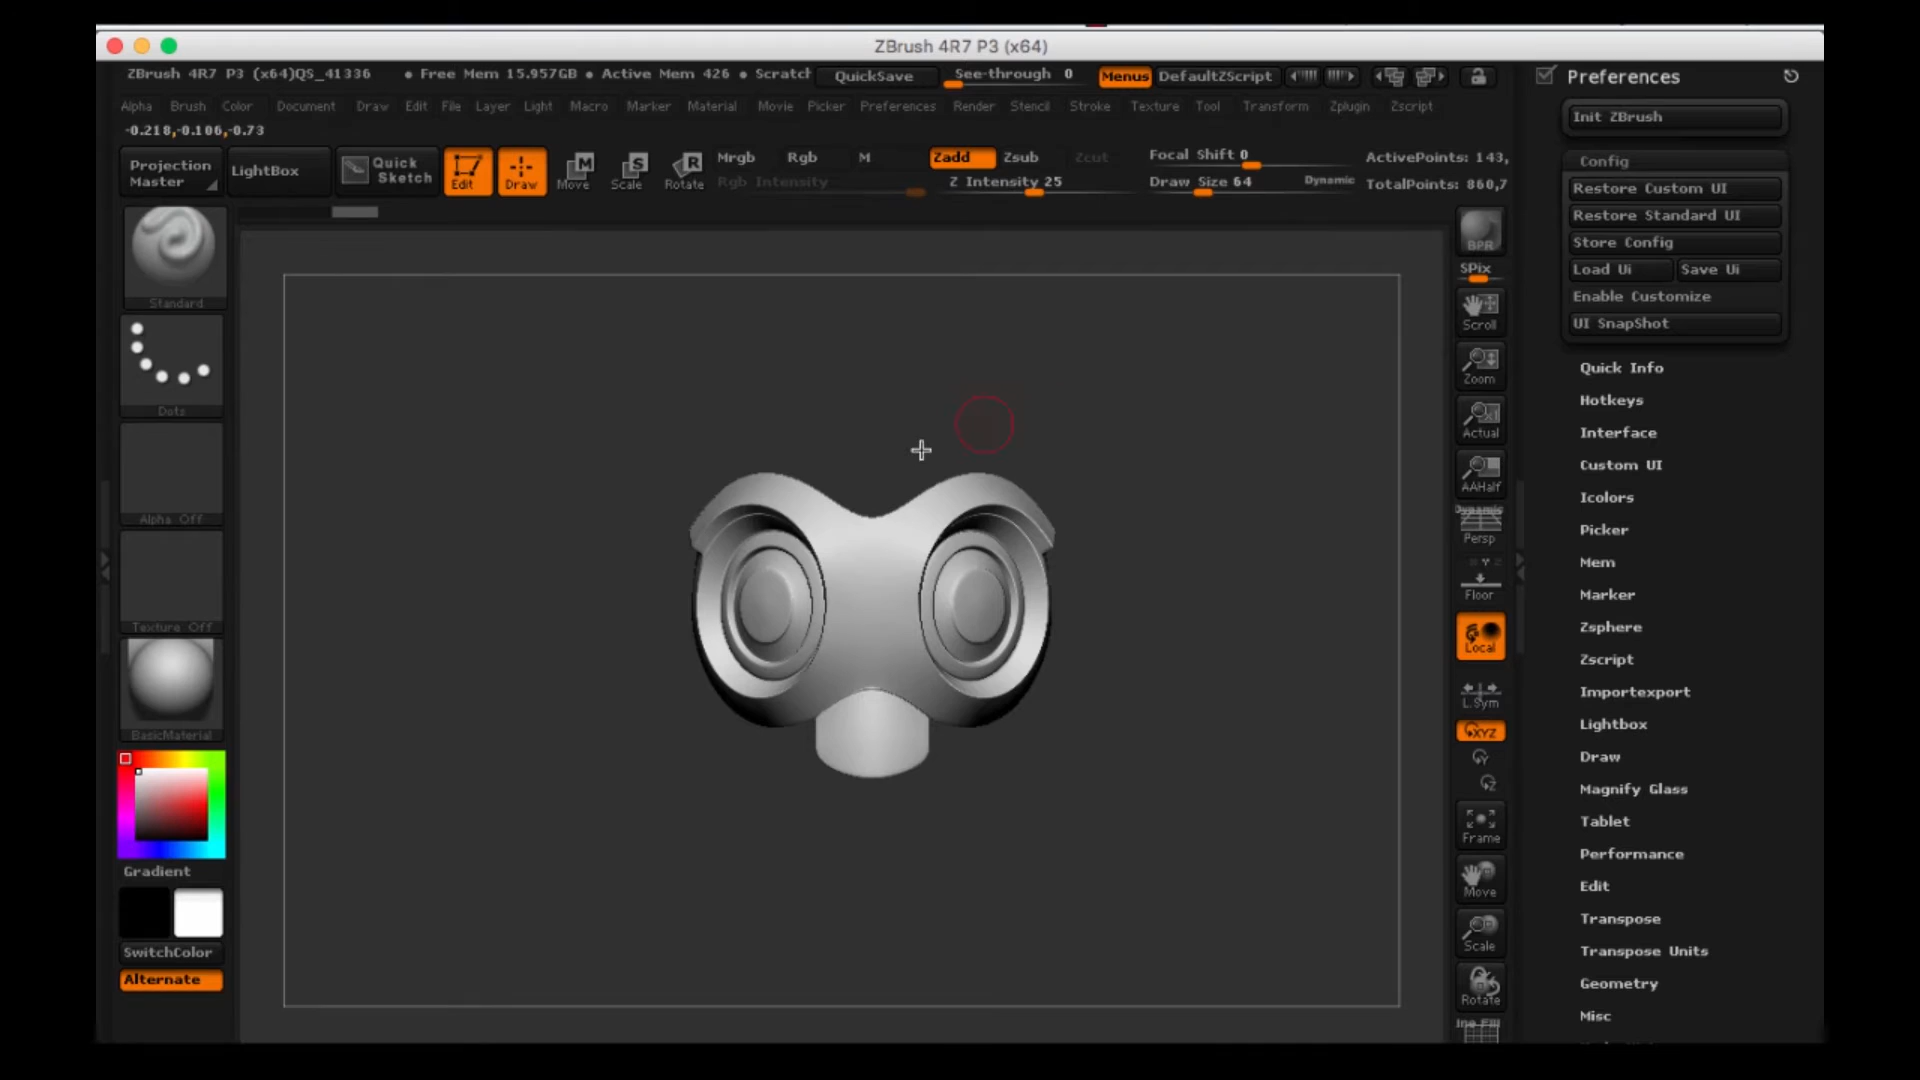 ZBrush 4R7 P3 (x64)
ZBrush 4R7 P3 (x64)QS_41336 • Free Mem 15.957GB • Active Mem 426 • Scratch QuickSave See-through 0 Menus DefaultZScript
Alpha Brush Color Document Draw Edit File Layer Light Macro Marker Material Movie Picker Preferences Render Stencil Stroke Texture Tool Transform Zplugin Zscript
-0.218,-0.106,-0.73
Projection Master
LightBox
Quick Sketch
Edit
Draw
Move
Scale
Rotate
Mrgb Rgb M
Rgb Intensity
Zadd Zsub Zcut
Z Intensity 25
Focal Shift 0
Draw Size 64 Dynamic
ActivePoints: 143,
TotalPoints: 860,7
Standard
Dots
Alpha Off
Texture Off
BasicMaterial
Gradient
SwitchColor
Alternate
BPR
SPix
Scroll
Zoom
Actual
AAHalf
Dynamic
Persp
Floor
Local
L.Sym
XYZ
Y
Z
Frame
Move
Scale
Rotate
Preferences
Init ZBrush
Config
Restore Custom UI
Restore Standard UI
Store Config
Load Ui Save Ui
Enable Customize
UI SnapShot
Quick Info
Hotkeys
Interface
Custom UI
Icolors
Picker
Mem
Marker
Zsphere
Zscript
Importexport
Lightbox
Draw
Magnify Glass
Tablet
Performance
Edit
Transpose
Transpose Units
Geometry
Misc